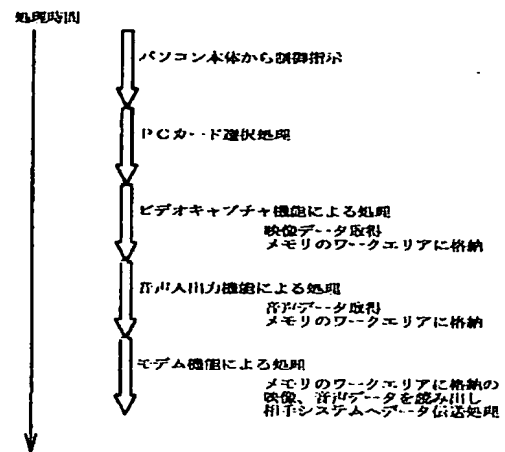 処理時間
パソコン本体から制御指示
PCカード選択処理
ビデオキャプチャ機能による処理
映像データ取得
メモリのワークエリアに格納
音声入出力機能による処理
音声データ取得
メモリのワークエリアに格納
モデム機能による処理
メモリのワークエリアに格納の
映像、音声データを読み出し
相手システムへデータ伝送処理